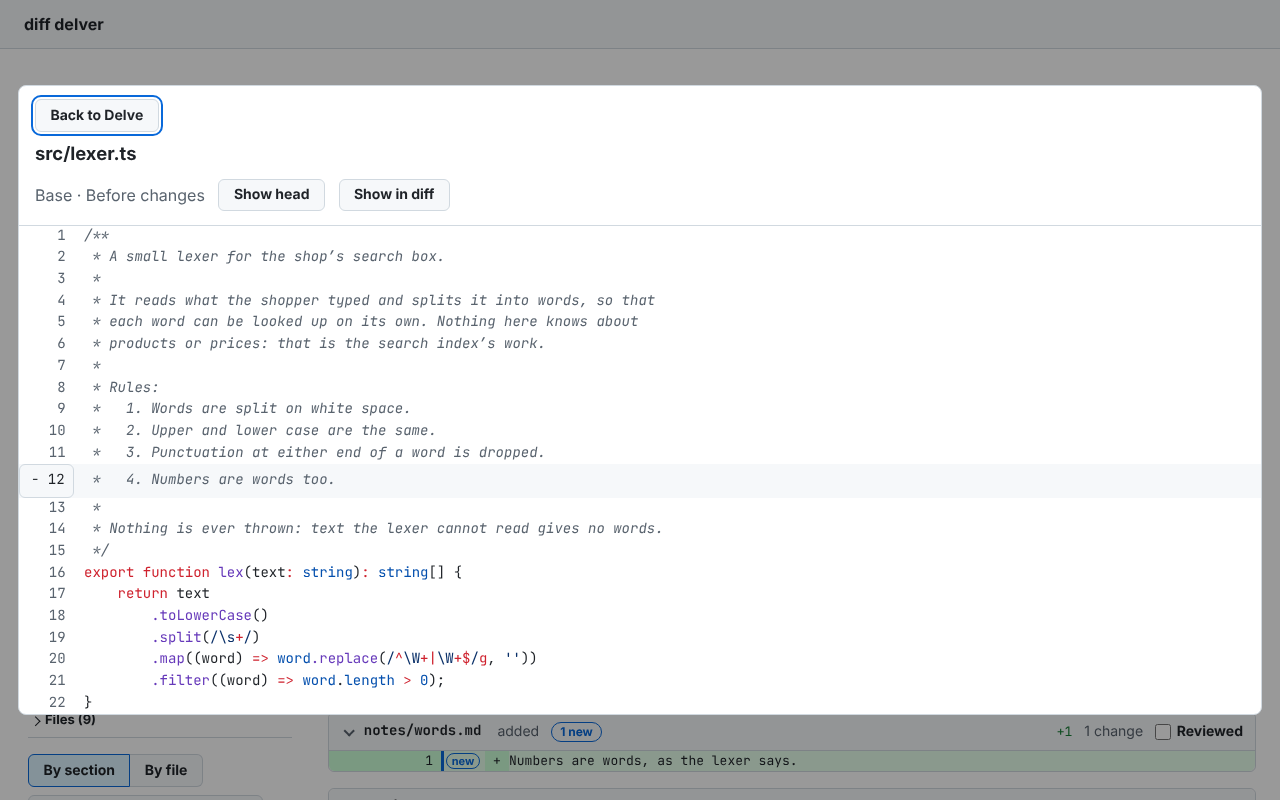 diff delver
Back to Delve
src/lexer.ts
Base · Before changes Show head Show in diff
1 /**
2 * A small lexer for the shop’s search box.
3 *
4 * It reads what the shopper typed and splits it into words, so that
5 * each word can be looked up on its own. Nothing here knows about
6 * products or prices: that is the search index’s work.
7 *
8 * Rules:
9 *   1. Words are split on white space.
10 *   2. Upper and lower case are the same.
11 *   3. Punctuation at either end of a word is dropped.
- 12 *   4. Numbers are words too.
13 *
14 * Nothing is ever thrown: text the lexer cannot read gives no words.
15 */
16 export function lex(text: string): string[] {
17     return text
18         .toLowerCase()
19         .split(/\s+/)
20         .map((word) => word.replace(/^\W+|\W+$/g, ''))
21         .filter((word) => word.length > 0);
22 }
Files (9)
notes/words.md added 1 new +1 1 change Reviewed
1 new + Numbers are words, as the lexer says.
By section By file